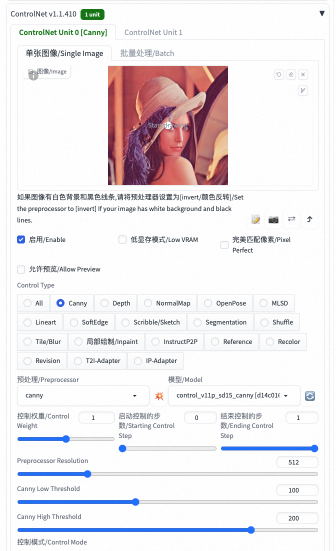 ControlNet v1.1.410 1 unit
ControlNet Unit 0 [Canny] ControlNet Unit 1
单张图像/Single Image 批量处理/Batch
图像/Image
如果图像有白色背景和黑色线条,请将预处理器设置为[invert/颜色反转]/Set
the preprocessor to [invert] If your image has white background and black
lines.
启用/Enable 低显存模式/Low VRAM 完美匹配像素/Pixel
Perfect
允许预览/Allow Preview
Control Type
All Canny Depth NormalMap OpenPose MLSD
Lineart SoftEdge Scribble/Sketch Segmentation Shuffle
Tile/Blur 局部绘制/Inpaint InstructP2P Reference Recolor
Revision T2I-Adapter IP-Adapter
预处理/Preprocessor 模型/Model
canny control_v11p_sd15_canny [d14c01
控制权重/Control 1 启动控制的步 0 结束控制的步 1
Weight 数/Starting Control 数/Ending Control
Step Step
Preprocessor Resolution 512
Canny Low Threshold 100
Canny High Threshold 200
控制模式/Control Mode